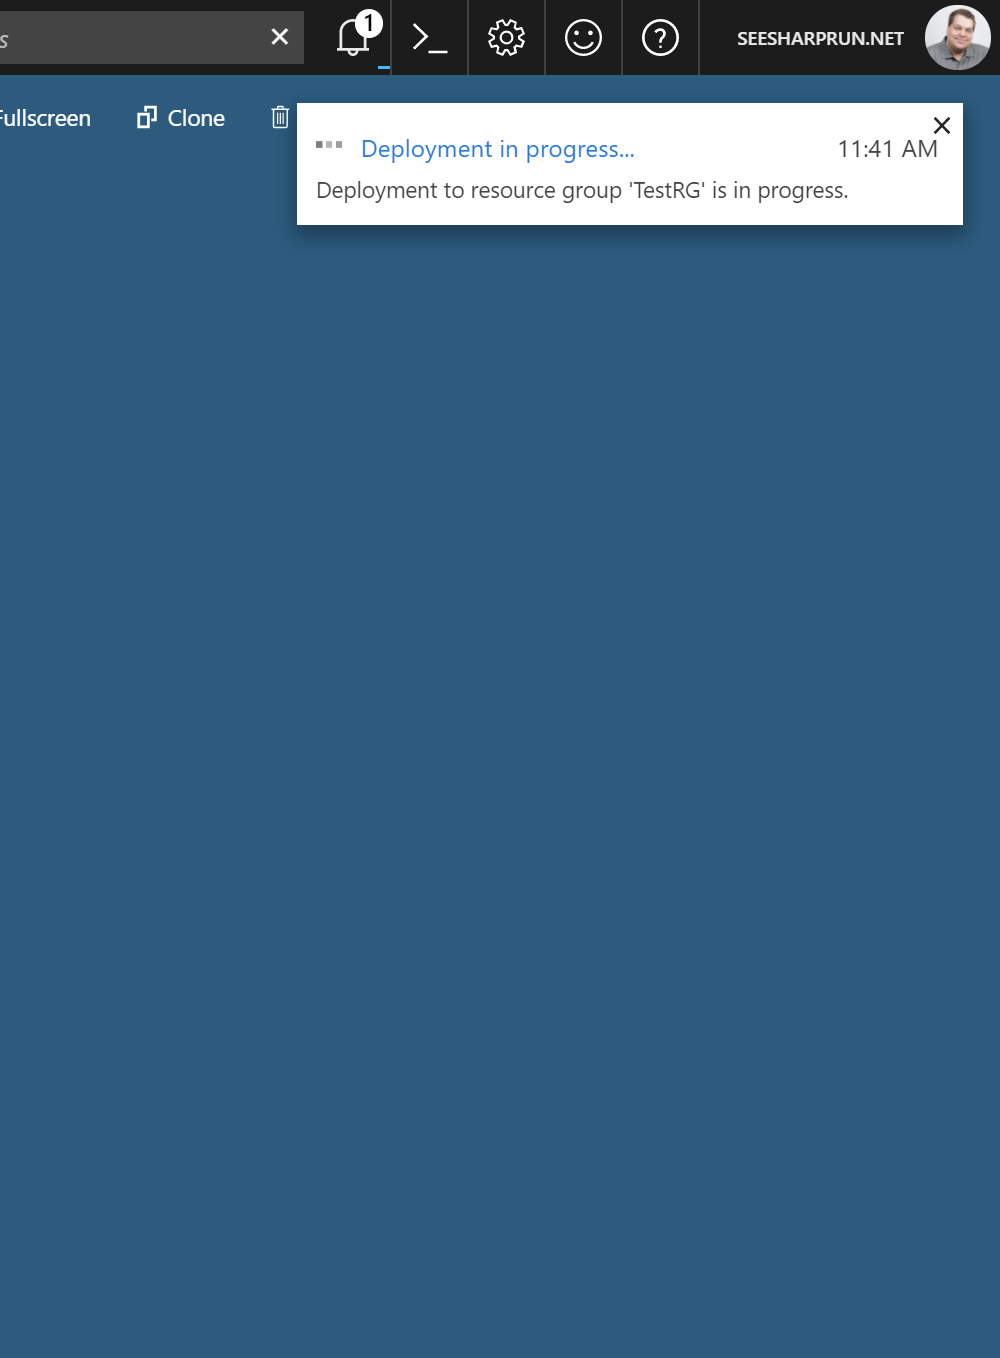 s
1
SEESHARPRUN.NET
Fullscreen
Clone
Deployment in progress...
11:41 AM
Deployment to resource group 'TestRG' is in progress.